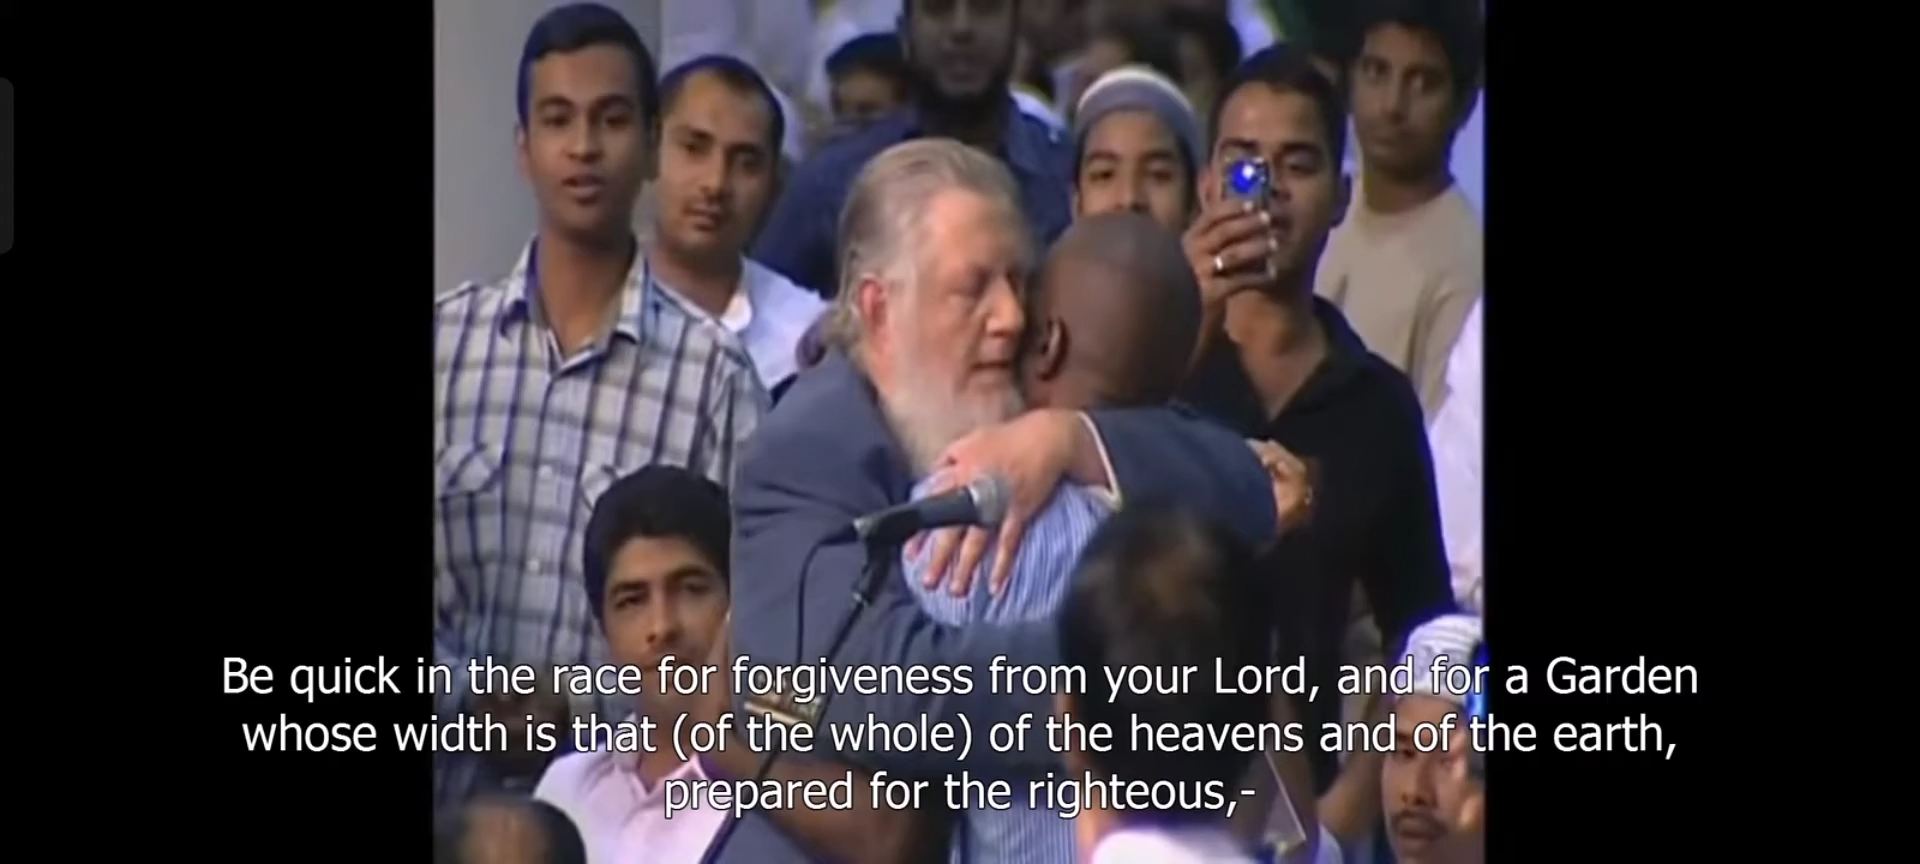 Be quick in the race for forgiveness from your Lord, and for a Garden
whose width is that (of the whole) of the heavens and of the earth,
prepared for the righteous,-